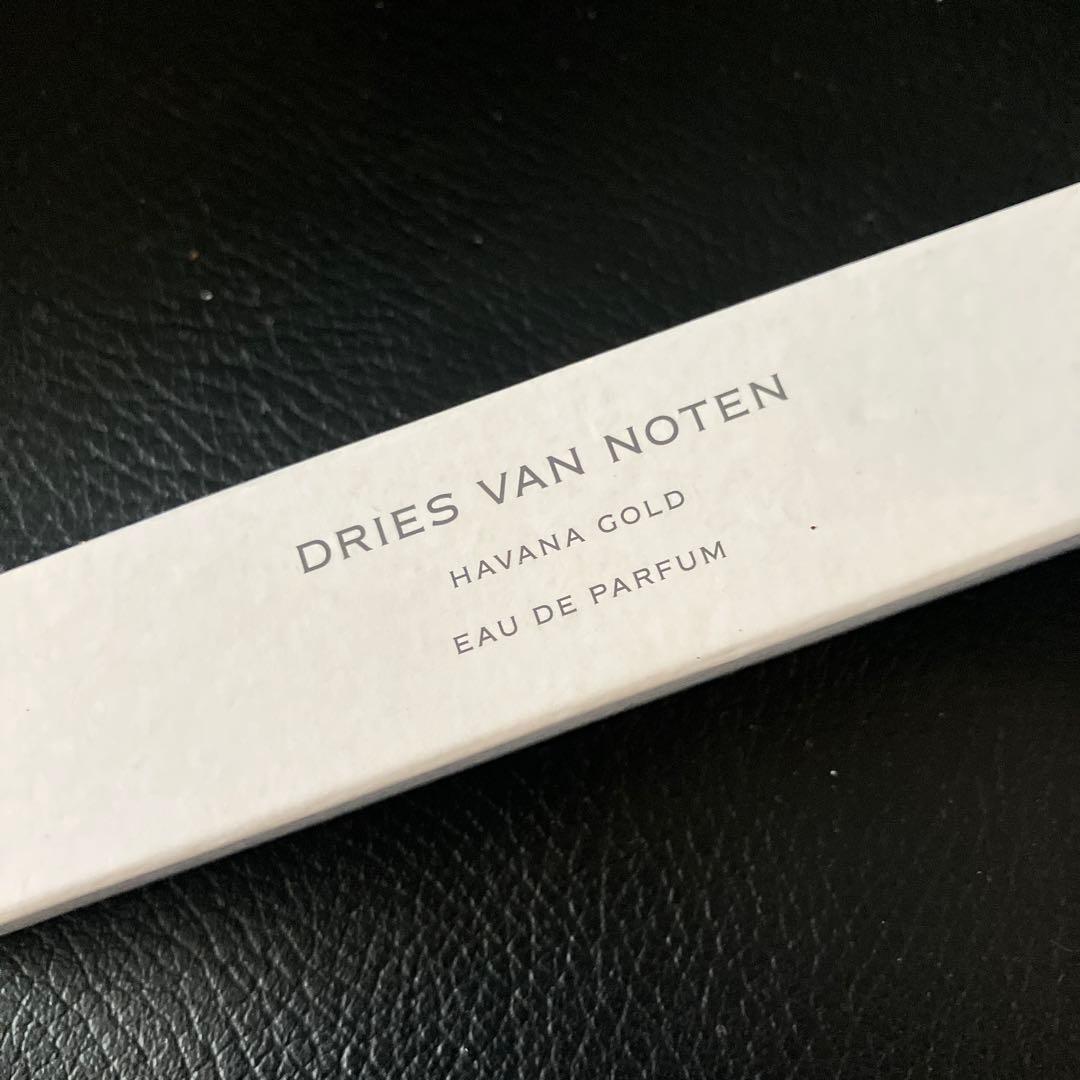 DRIES VAN NOTEN
HAVANA GOLD
EAU DE PARFUM